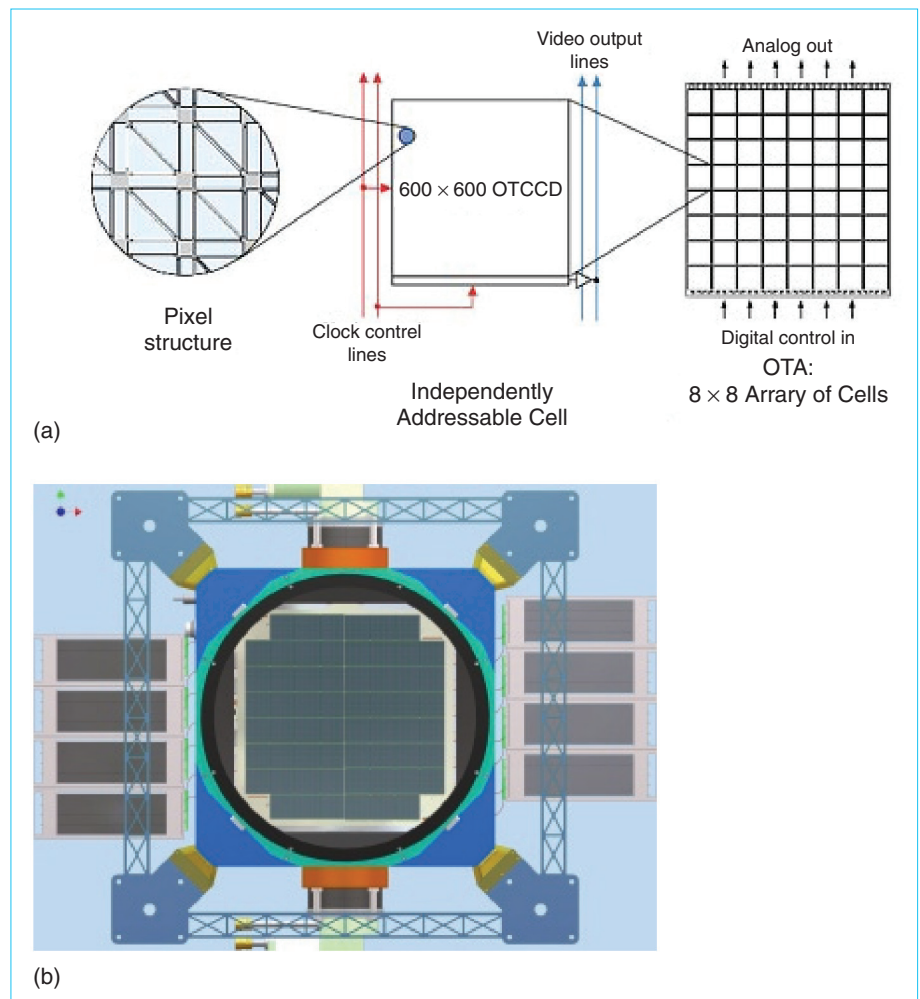 Video output
lines
Analog out
600 × 600 OTCCD
Pixel
structure
Clock contrel
lines
Independently
Addressable Cell
Digital control in
OTA:
8 × 8 Arrary of Cells
(a)
(b)